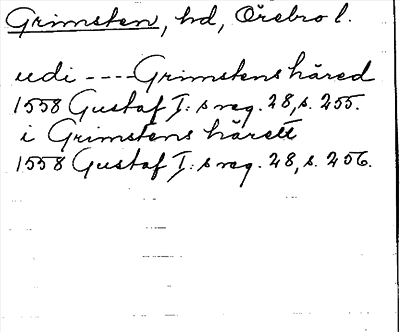 Grimsten, hd, Örebro l.
udi ---- Grimstens häred
1558 Gustaf I:s reg. 28, s. 255.
i Grimstens härett
1558 Gustaf I:s reg. 28, s. 256.